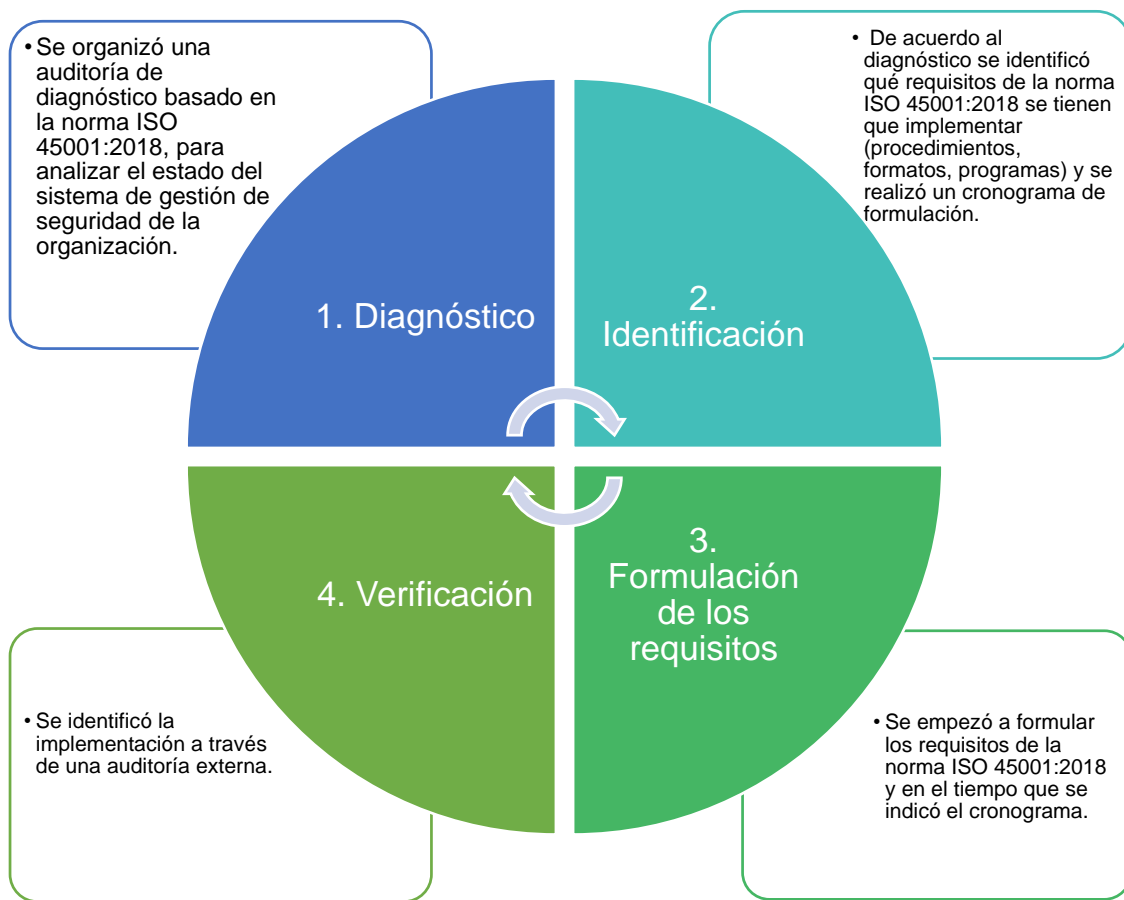 • Se organizó una
auditoría de
diagnóstico basado en
la norma ISO
45001:2018, para
analizar el estado del
sistema de gestión de
seguridad de la
organización.
• De acuerdo al
diagnóstico se identificó
qué requisitos de la norma
ISO 45001:2018 se tienen
que implementar
(procedimientos,
formatos, programas) y se
realizó un cronograma de
formulación.
1. Diagnóstico
2.
Identificación
3.
Formulación
de los
requisitos
4. Verificación
• Se identificó la
implementación a través
de una auditoría externa.
• Se empezó a formular
los requisitos de la
norma ISO 45001:2018
y en el tiempo que se
indicó el cronograma.